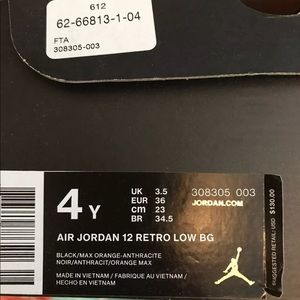 612
62-66813-1-04
FTA
308305-003
4 Y
UK 3.5
EUR 36
CM 23
BR 34.5
308305 003
JORDAN.COM
SUGGESTED RETAIL: USD $130.00
AIR JORDAN 12 RETRO LOW BG
BLACK/MAX ORANGE-ANTHRACITE
NOIR/ANTHRACIT/ORANGE MAX
MADE IN VIETNAM / FABRIQUE AU VIETNAM /
HECHO EN VIETNAM